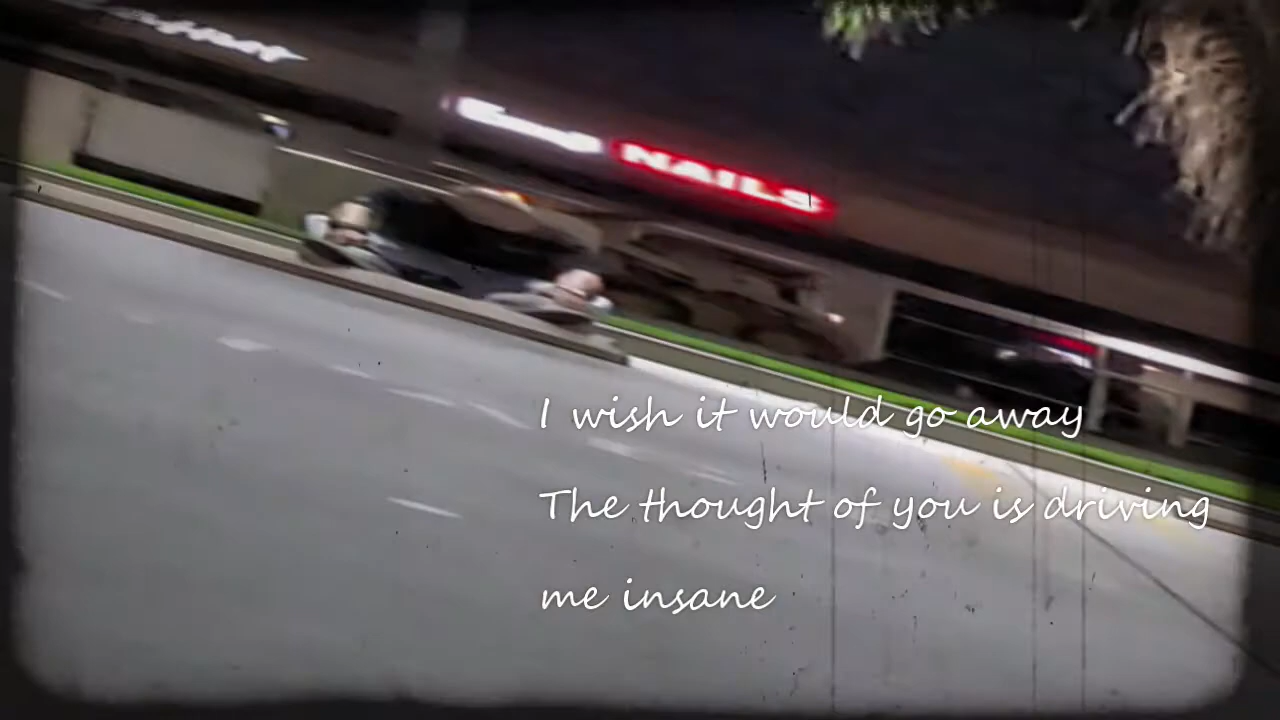 NAILS
I wish it would go away
The thought of you is driving
me insane